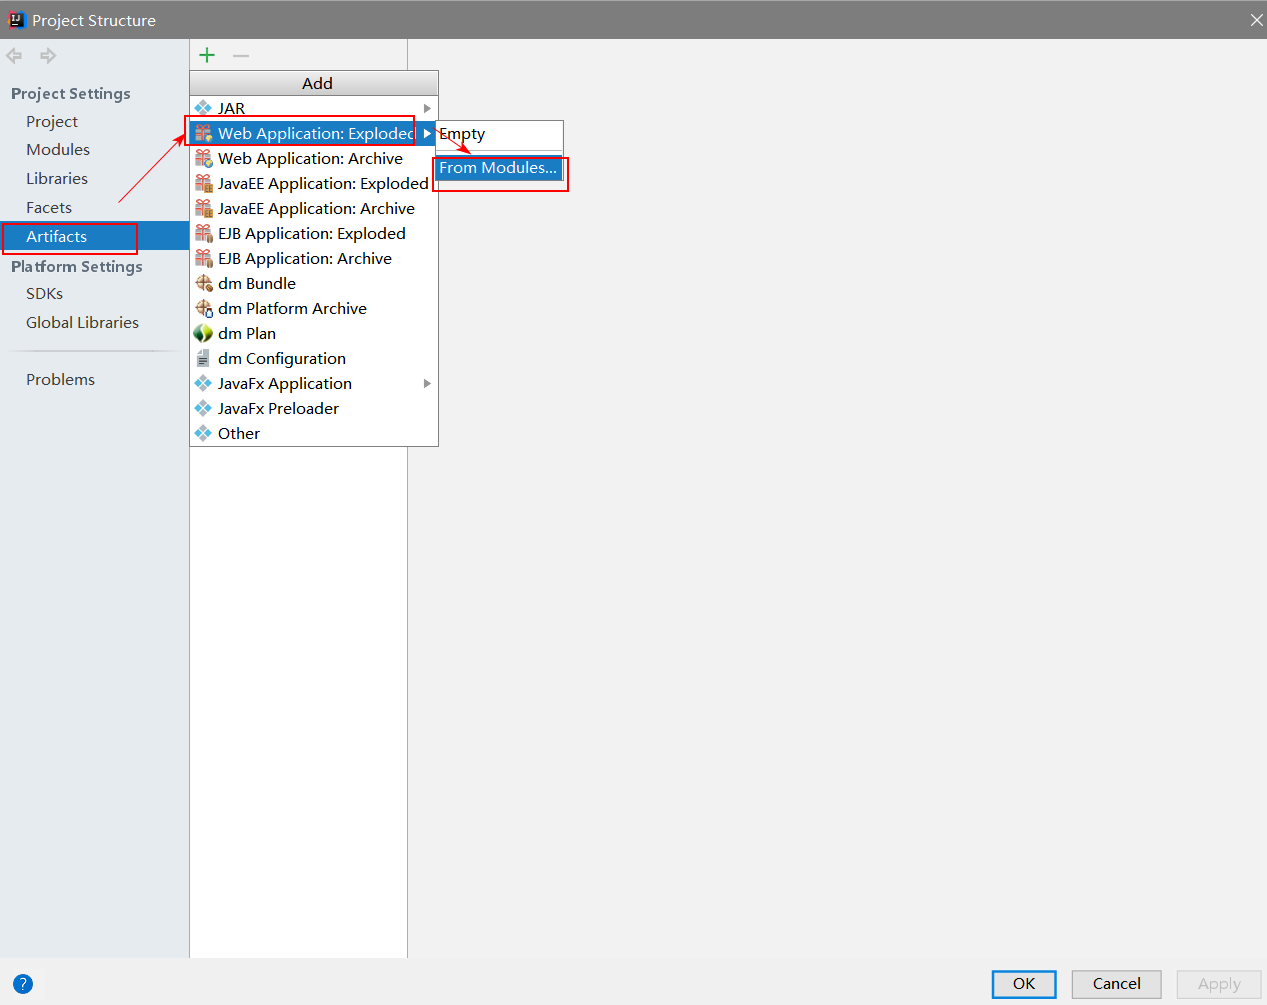 Project Structure
Project Settings
Project
Modules
Libraries
Facets
Artifacts
Platform Settings
SDKs
Global Libraries
Problems
Add
JAR
Web Application: Exploded
Web Application: Archive
JavaEE Application: Exploded
JavaEE Application: Archive
EJB Application: Exploded
EJB Application: Archive
dm Bundle
dm Platform Archive
dm Plan
dm Configuration
JavaFx Application
JavaFx Preloader
Other
Empty
From Modules...
?
OK
Cancel
Apply